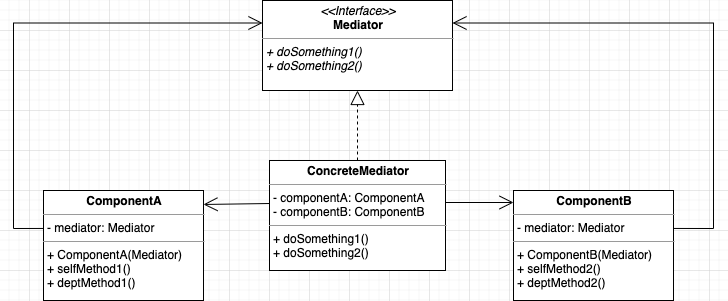 <<Interface>>
Mediator
+ doSomething1()
+ doSomething2()
ConcreteMediator
- componentA: ComponentA
- componentB: ComponentB
+ doSomething1()
+ doSomething2()
ComponentA
- mediator: Mediator
+ ComponentA(Mediator)
+ selfMethod1()
+ deptMethod1()
ComponentB
- mediator: Mediator
+ ComponentB(Mediator)
+ selfMethod2()
+ deptMethod2()